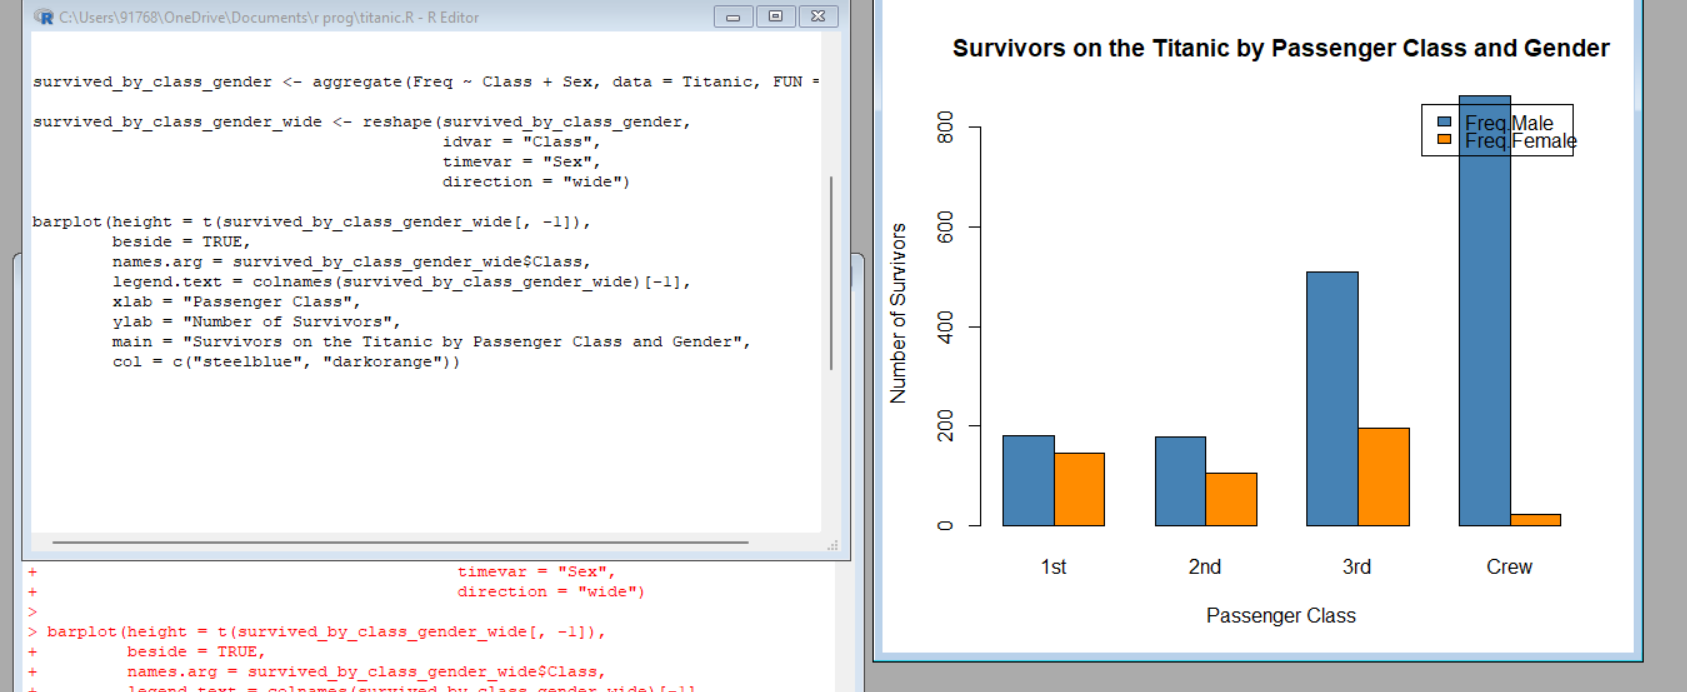 C:\Users\91768\OneDrive\Documents\r prog\titanic.R - R Editor
survived_by_class_gender <- aggregate(Freq ~ Class + Sex, data = Titanic, FUN =
survived_by_class_gender_wide <- reshape(survived_by_class_gender,
idvar = "Class",
timevar = "Sex",
direction = "wide")
barplot(height = t(survived_by_class_gender_wide[, -1]),
beside = TRUE,
names.arg = survived_by_class_gender_wide$Class,
legend.text = colnames(survived_by_class_gender_wide)[-1],
xlab = "Passenger Class",
ylab = "Number of Survivors",
main = "Survivors on the Titanic by Passenger Class and Gender",
col = c("steelblue", "darkorange"))
+ timevar = "Sex",
+ direction = "wide")
>
> barplot(height = t(survived_by_class_gender_wide[, -1]),
+ beside = TRUE,
+ names.arg = survived_by_class_gender_wide$Class,
+ legend.text = colnames(survived_by_class_gender_wide)[-1]
Survivors on the Titanic by Passenger Class and Gender
Freq.Male
Freq.Female
Number of Survivors
800
600
400
200
0
1st 2nd 3rd Crew
Passenger Class